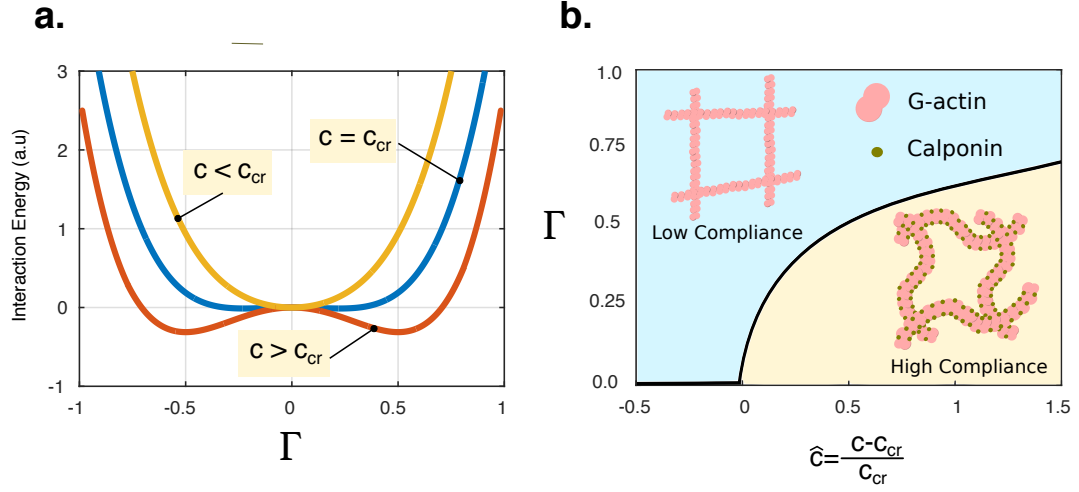 a.
b.
Interaction Energy (a.u)
3
2
1
0
-1
c < c_cr
c = c_cr
c > c_cr
-1
-0.5
0
0.5
1
Γ
Γ
1.0
0.75
0.5
0.25
0.0
G-actin
Calponin
Low Compliance
High Compliance
-0.5
0
0.5
1
1.5
ĉ=
c-c_cr
c_cr